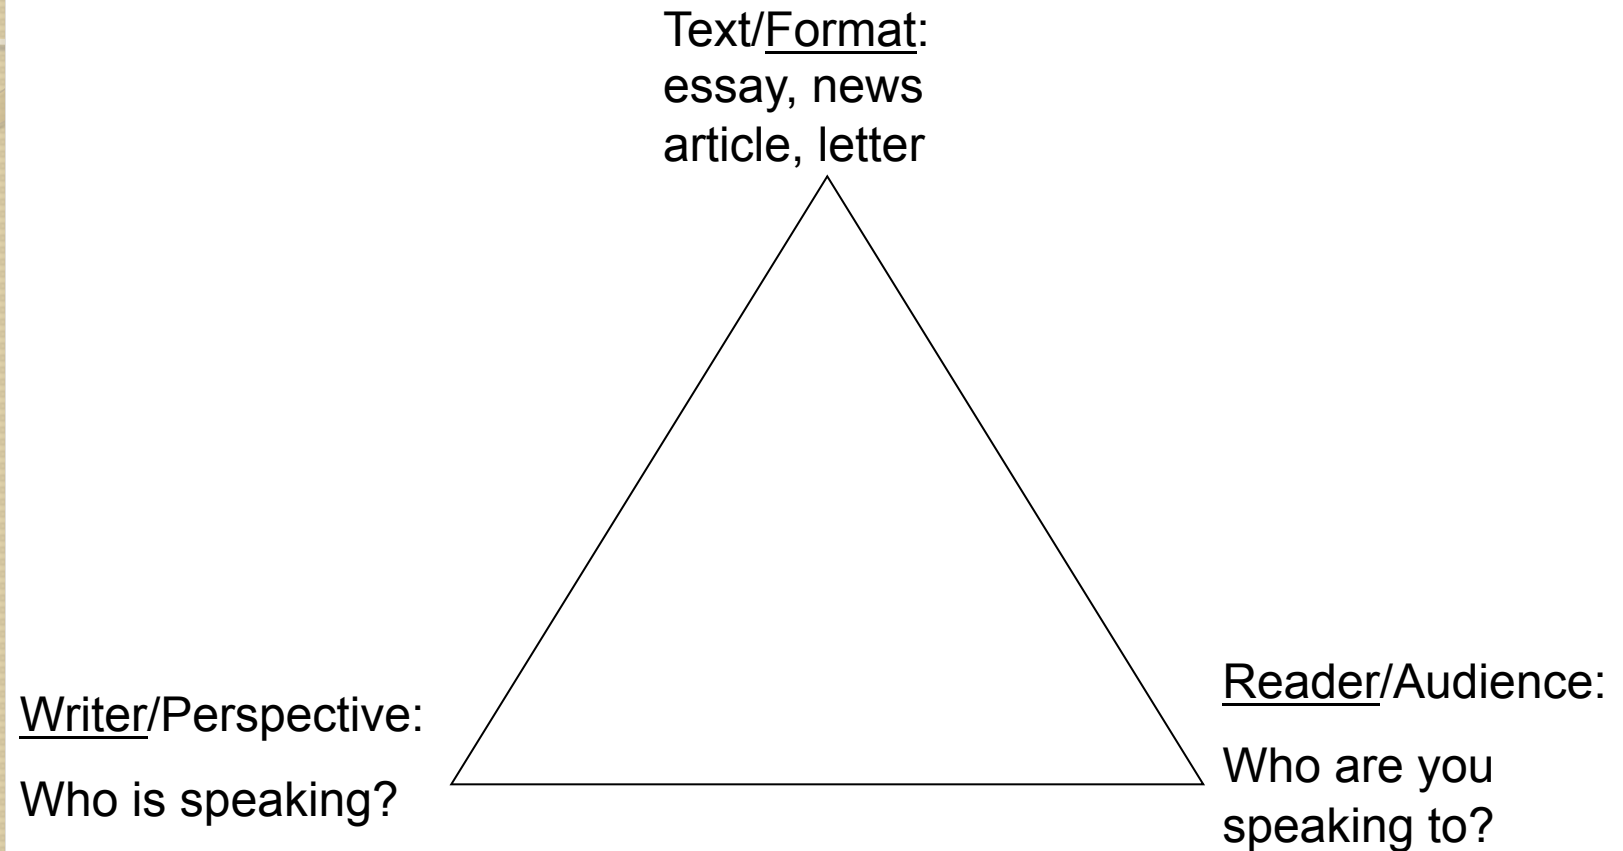 Text/Format:
essay, news
article, letter
Writer/Perspective:
Who is speaking?
Reader/Audience:
Who are you
speaking to?